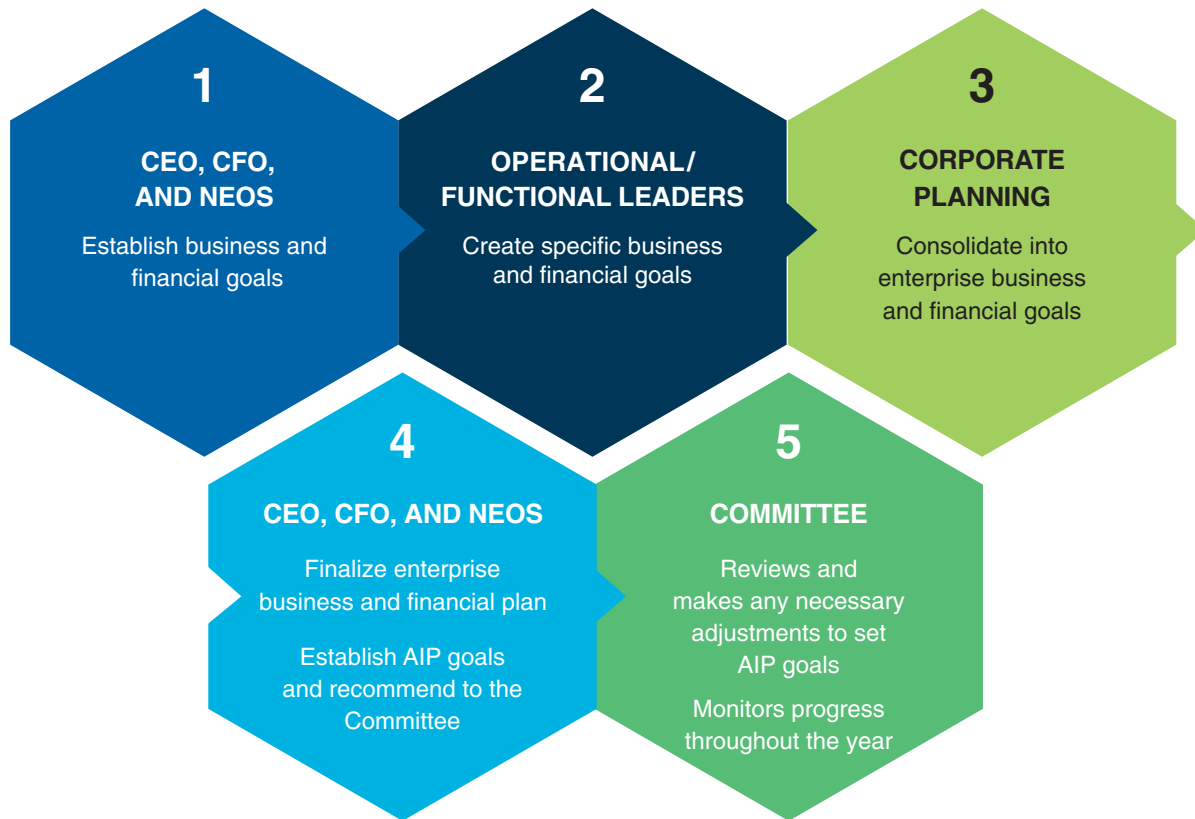 1
CEO, CFO,
AND NEOS
Establish business and
financial goals
2
OPERATIONAL/
FUNCTIONAL LEADERS
Create specific business
and financial goals
3
CORPORATE
PLANNING
Consolidate into
enterprise business
and financial goals
4
CEO, CFO, AND NEOS
Finalize enterprise
business and financial plan
Establish AIP goals
and recommend to the
Committee
5
COMMITTEE
Reviews and
makes any necessary
adjustments to set
AIP goals
Monitors progress
throughout the year